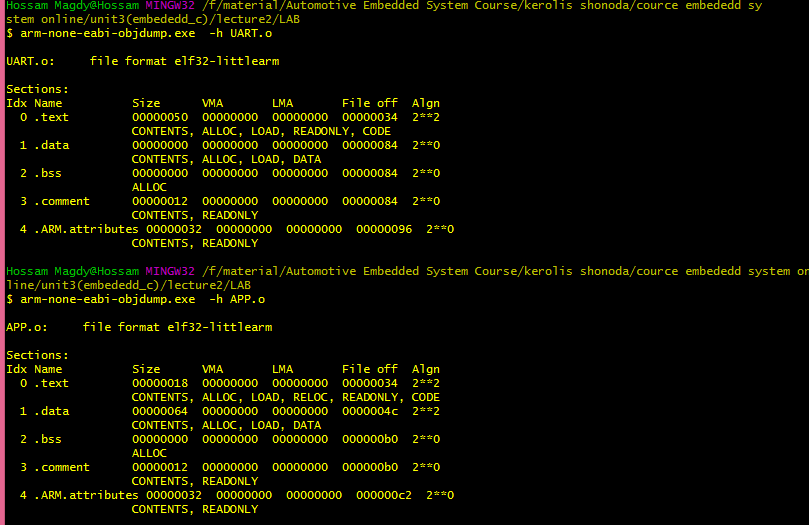 Hossam Magdy@Hossam MINGW32 /f/material/Automotive Embedded System Course/kerolis shonoda/cource embededd sy
stem online/unit3(embededd_c)/lecture2/LAB
$ arm-none-eabi-objdump.exe  -h UART.o

UART.o:     file format elf32-littlearm

Sections:
Idx Name          Size      VMA       LMA       File off  Algn
  0 .text         00000050  00000000  00000000  00000034  2**2
                  CONTENTS, ALLOC, LOAD, READONLY, CODE
  1 .data         00000000  00000000  00000000  00000084  2**0
                  CONTENTS, ALLOC, LOAD, DATA
  2 .bss          00000000  00000000  00000000  00000084  2**0
                  ALLOC
  3 .comment      00000012  00000000  00000000  00000084  2**0
                  CONTENTS, READONLY
  4 .ARM.attributes 00000032  00000000  00000000  00000096  2**0
                  CONTENTS, READONLY

Hossam Magdy@Hossam MINGW32 /f/material/Automotive Embedded System Course/kerolis shonoda/cource embededd system on
line/unit3(embededd_c)/lecture2/LAB
$ arm-none-eabi-objdump.exe  -h APP.o

APP.o:     file format elf32-littlearm

Sections:
Idx Name          Size      VMA       LMA       File off  Algn
  0 .text         00000018  00000000  00000000  00000034  2**2
                  CONTENTS, ALLOC, LOAD, RELOC, READONLY, CODE
  1 .data         00000064  00000000  00000000  0000004c  2**2
                  CONTENTS, ALLOC, LOAD, DATA
  2 .bss          00000000  00000000  00000000  000000b0  2**0
                  ALLOC
  3 .comment      00000012  00000000  00000000  000000b0  2**0
                  CONTENTS, READONLY
  4 .ARM.attributes 00000032  00000000  00000000  000000c2  2**0
                  CONTENTS, READONLY